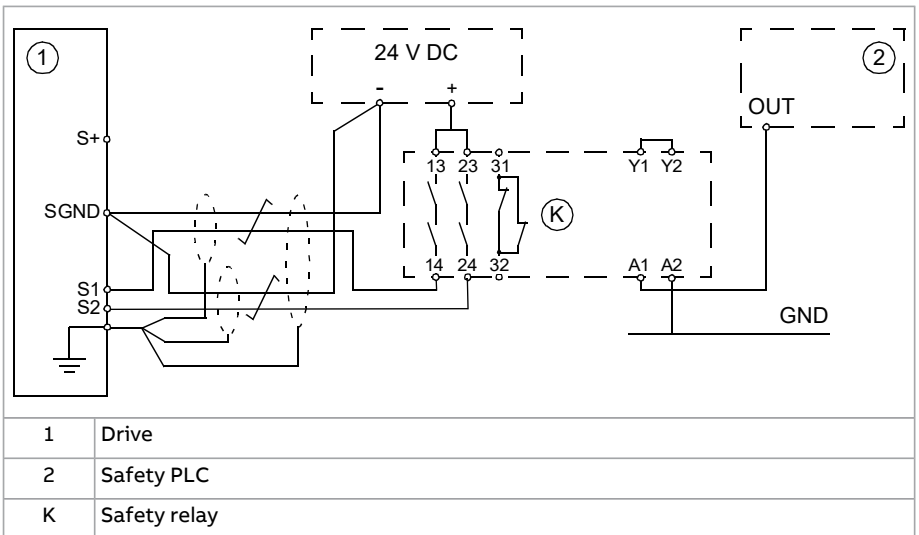 1
24 V DC
2
- +
OUT
S+
13 23 31
Y1 Y2
SGND
K
14 24 32
A1 A2
S1
S2
GND
1 Drive
2 Safety PLC
K Safety relay